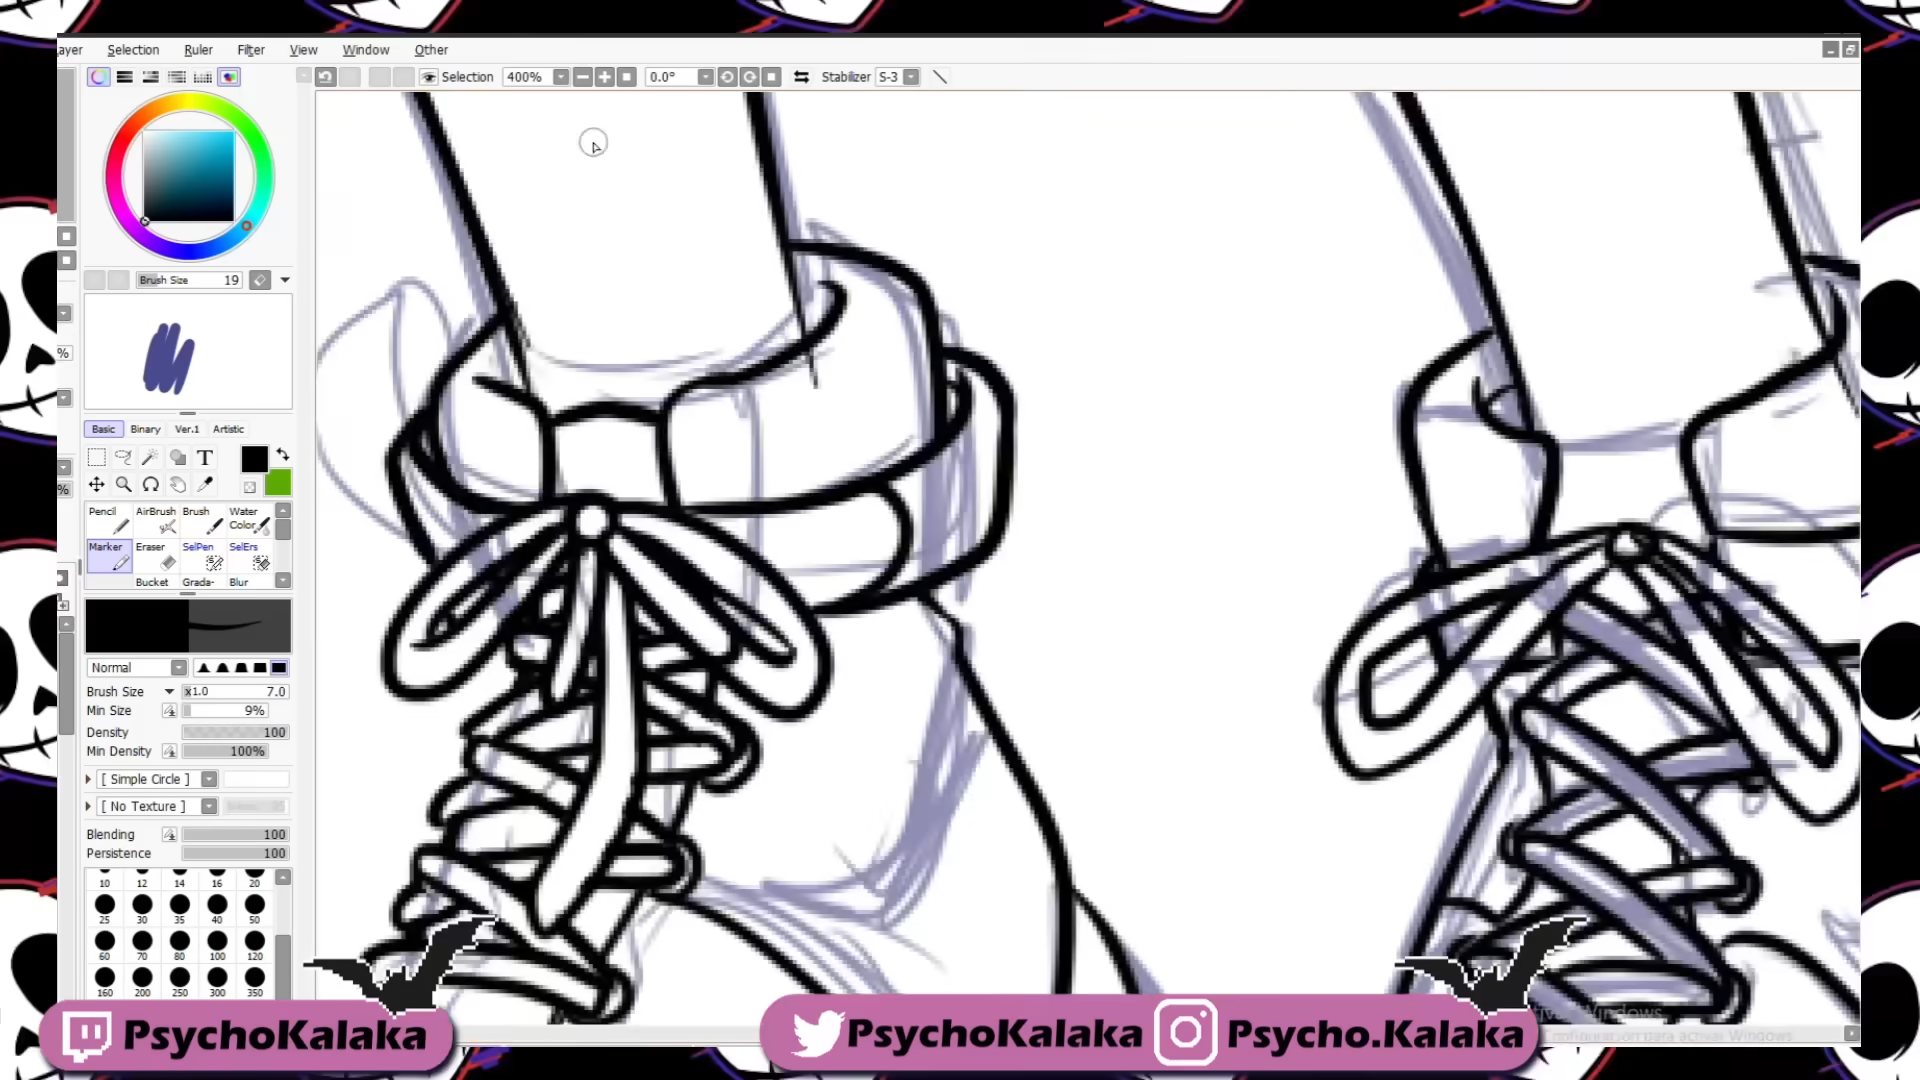 ayer Selection Ruler Filter View Window Other
Selection 400% 0.0° Stabilizer S-3
Brush Size 19
%
%
%
Basic Binary Ver.1 Artistic
T
Pencil AirBrush Brush Water Color
Marker Eraser SelPen SelErs
Bucket Grada- Blur
Normal
Brush Size x1.0 7.0
Min Size 9%
Density 100
Min Density 100%
[ Simple Circle ]
[ No Texture ]
Blending 100
Persistence 100
10 12 14 16 20
25 30 35 40 50
60 70 80 100 120
160 200 250 300 350
PsychoKalaka
PsychoKalaka
Psycho.Kalaka
Windows
para activar Windows.